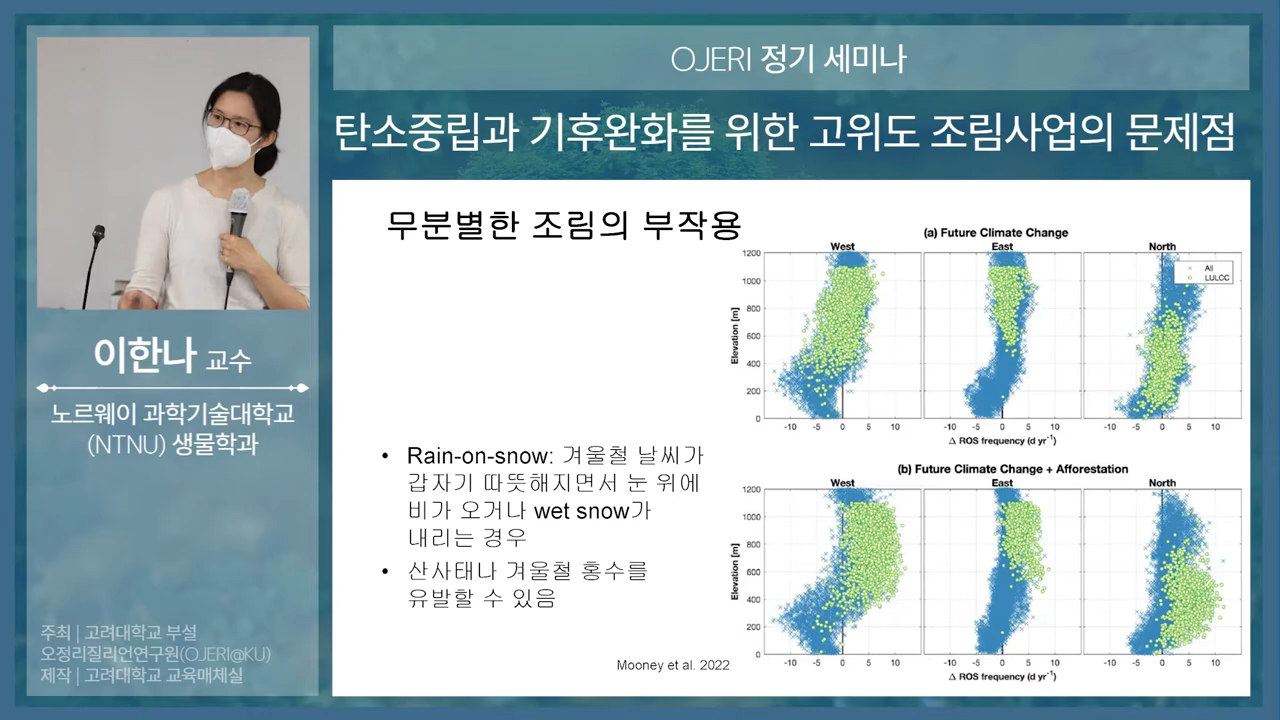 OJERI 정기 세미나
탄소중립과 기후완화를 위한 고위도 조림사업의 문제점
이한나 교수
노르웨이 과학기술대학교
(NTNU) 생물학과
주최 | 고려대학교 부설
오정리질리언연구원(OJERI@KU)
제작 | 고려대학교 교육매체실
무분별한 조림의 부작용
• Rain-on-snow: 겨울철 날씨가
갑자기 따뜻해지면서 눈 위에
비가 오거나 wet snow가
내리는 경우
• 산사태나 겨울철 홍수를
유발할 수 있음
Mooney et al. 2022
(a) Future Climate Change
West East North
All
LULCC
Elevation [m]
1200
1000
800
600
400
200
0
-10 -5 0 5 10 -10 -5 0 5 10 -10 -5 0 5 10
Δ ROS frequency (d yr⁻¹)
(b) Future Climate Change + Afforestation
West East North
Elevation [m]
1200
1000
800
600
400
200
0
-10 -5 0 5 10 -10 -5 0 5 10 -10 -5 0 5 10
Δ ROS frequency (d yr⁻¹)